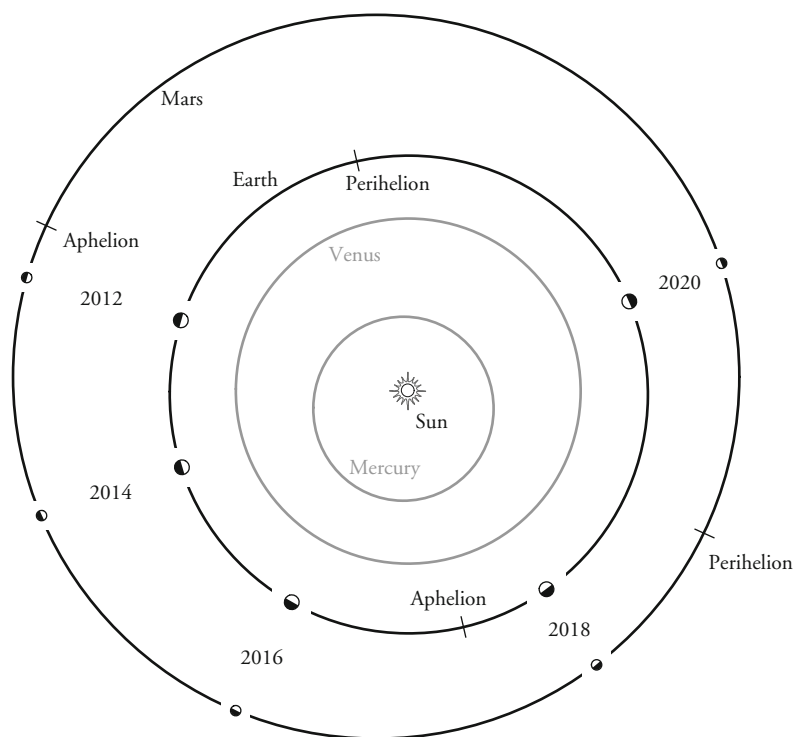 Mars
Earth
Perihelion
Aphelion
Venus
2012
2020
Sun
Mercury
2014
Perihelion
Aphelion
2018
2016